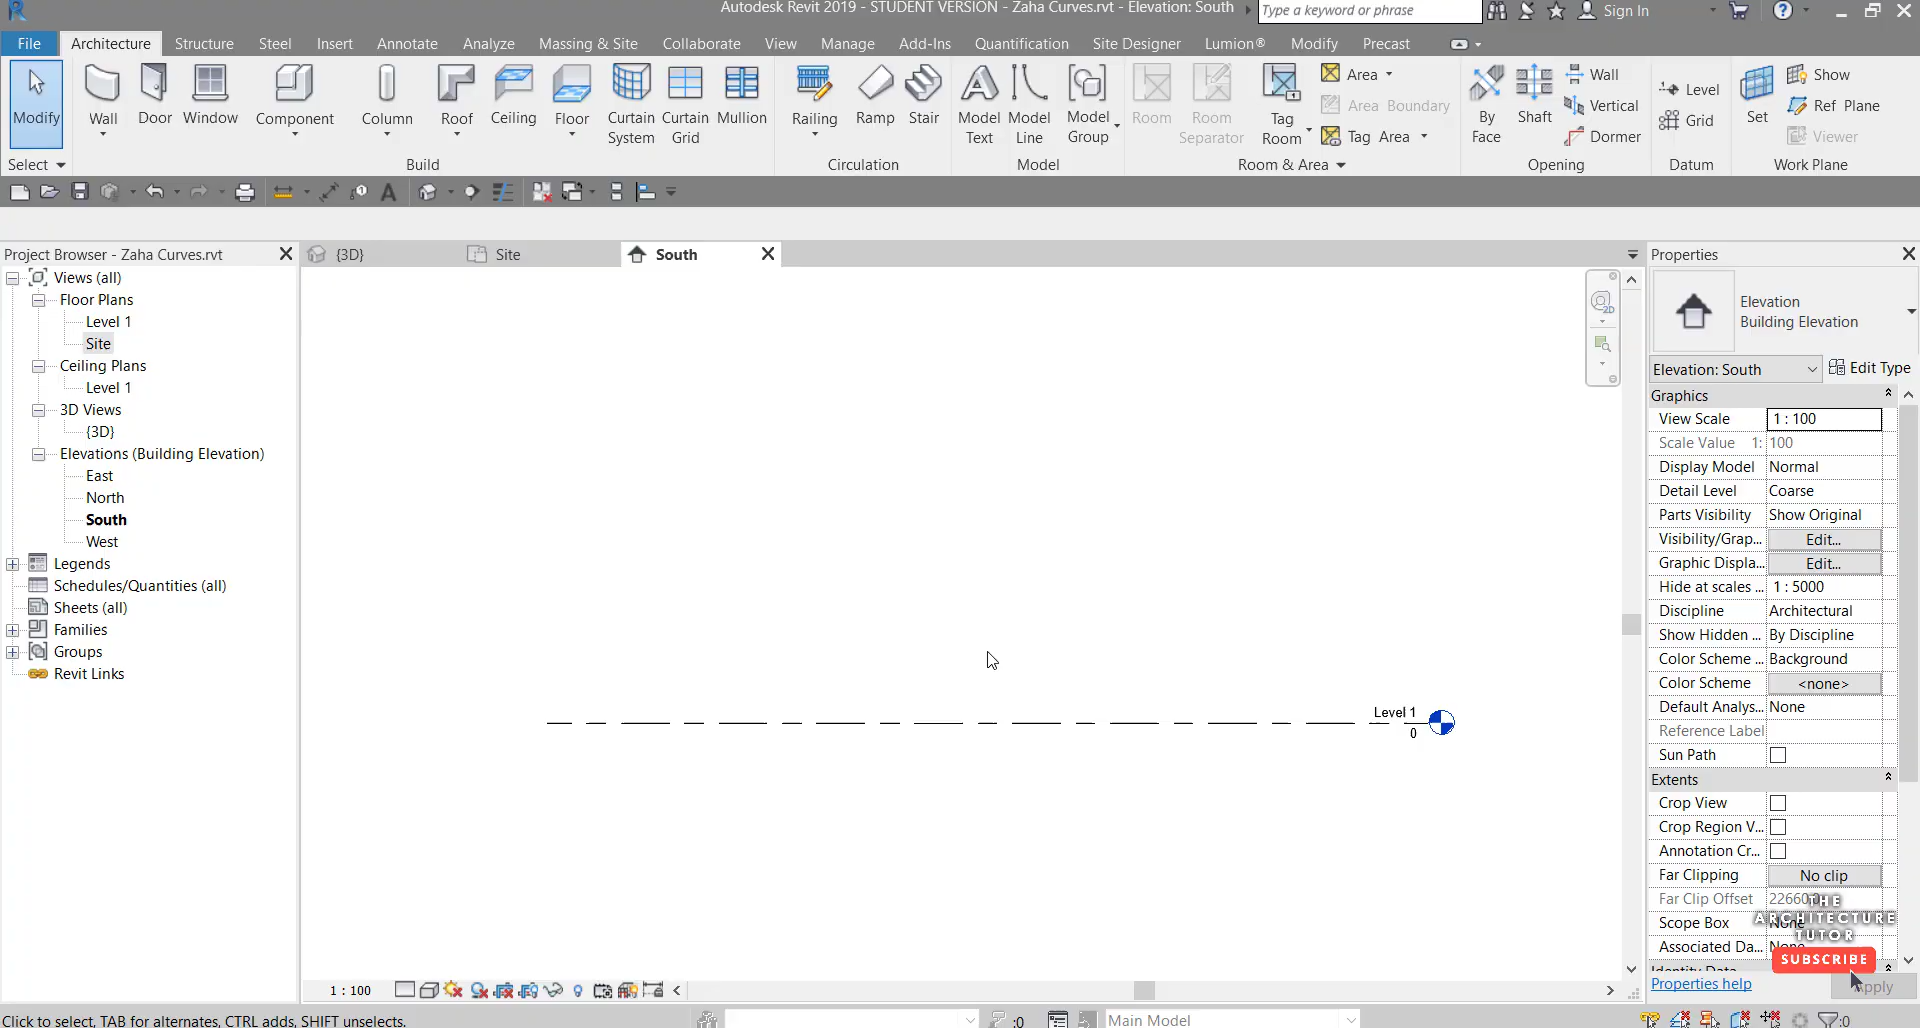 Autodesk Revit 2019 - STUDENT VERSION - Zaha Curves.rvt - Elevation: South
Type a keyword or phrase
Sign In
File Architecture Structure Steel Insert Annotate Analyze Massing & Site Collaborate View Manage Add-Ins Quantification Site Designer Lumion® Modify Precast
Modify
Wall
Door
Window
Component
Column
Roof
Ceiling
Floor
Curtain System
Curtain Grid
Mullion
Railing
Ramp
Stair
Model Text
Model Line
Model Group
Room
Room Separator
Tag Room
Area
Area Boundary
Tag Area
By Face
Shaft
Wall
Vertical
Dormer
Level
Grid
Set
Show
Ref Plane
Viewer
Select Build Circulation Model Room & Area Opening Datum Work Plane
Project Browser - Zaha Curves.rvt
Views (all)
Floor Plans
Level 1
Site
Ceiling Plans
Level 1
3D Views
{3D}
Elevations (Building Elevation)
East
North
South
West
Legends
Schedules/Quantities (all)
Sheets (all)
Families
Groups
Revit Links
{3D} Site South
2D
Level 1
0
Properties
Elevation
Building Elevation
Elevation: South Edit Type
Graphics
View Scale 1 : 100
Scale Value 1: 100
Display Model Normal
Detail Level Coarse
Parts Visibility Show Original
Visibility/Grap... Edit...
Graphic Displa... Edit...
Hide at scales ... 1 : 5000
Discipline Architectural
Show Hidden ... By Discipline
Color Scheme ... Background
Color Scheme <none>
Default Analys... None
Reference Label
Sun Path
Extents
Crop View
Crop Region V...
Annotation Cr...
Far Clipping No clip
Far Clip Offset
Scope Box None
Associated Da... None
Identity Data
Properties help Apply
THE
ARCHITECTURE
TUTOR
SUBSCRIBE
1 : 100
Click to select, TAB for alternates, CTRL adds, SHIFT unselects.
:0
Main Model
:0